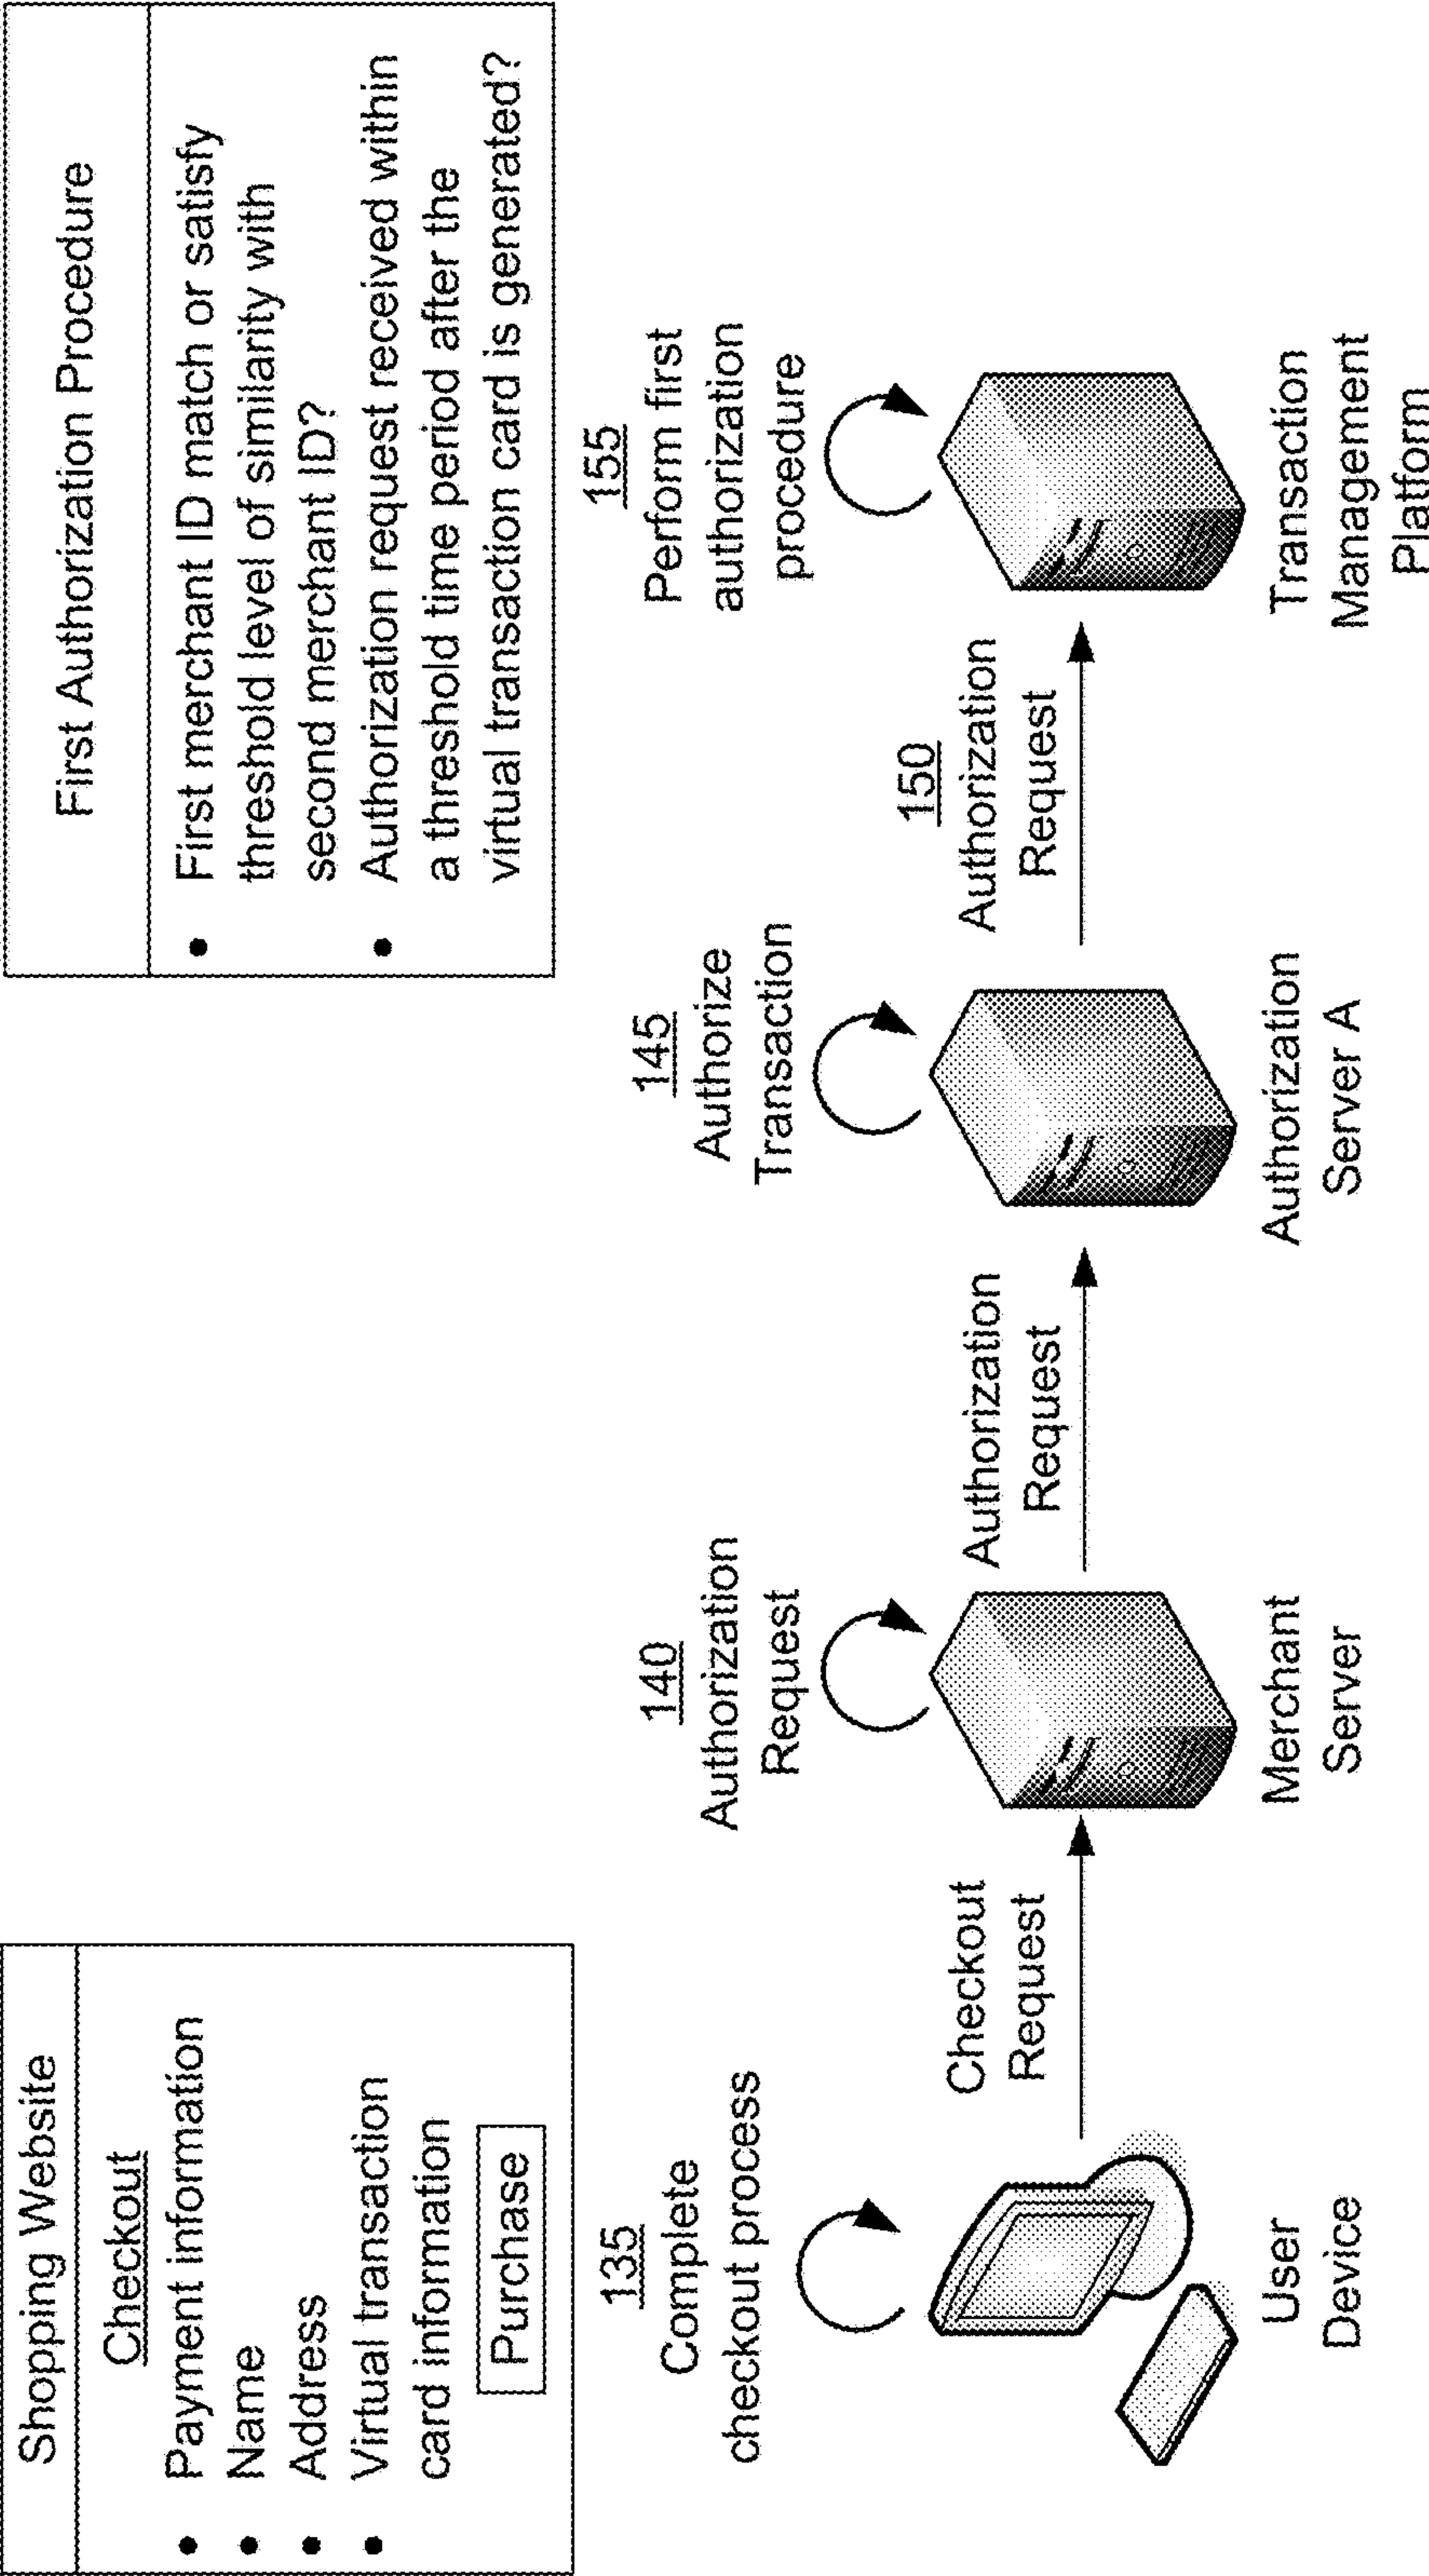 Shopping Website
Checkout
• Payment information
• Name
• Address
• Virtual transaction
card information
Purchase
First Authorization Procedure
• First merchant ID match or satisfy
threshold level of similarity with
second merchant ID?
• Authorization request received within
a threshold time period after the
virtual transaction card is generated?
135
Complete
checkout process
Checkout
Request
User
Device
140
Authorization
Request
Authorization
Request
Merchant
Server
145
Authorize
Transaction
150
Authorization
Request
Authorization
Server A
155
Perform first
authorization
procedure
Transaction
Management
Platform